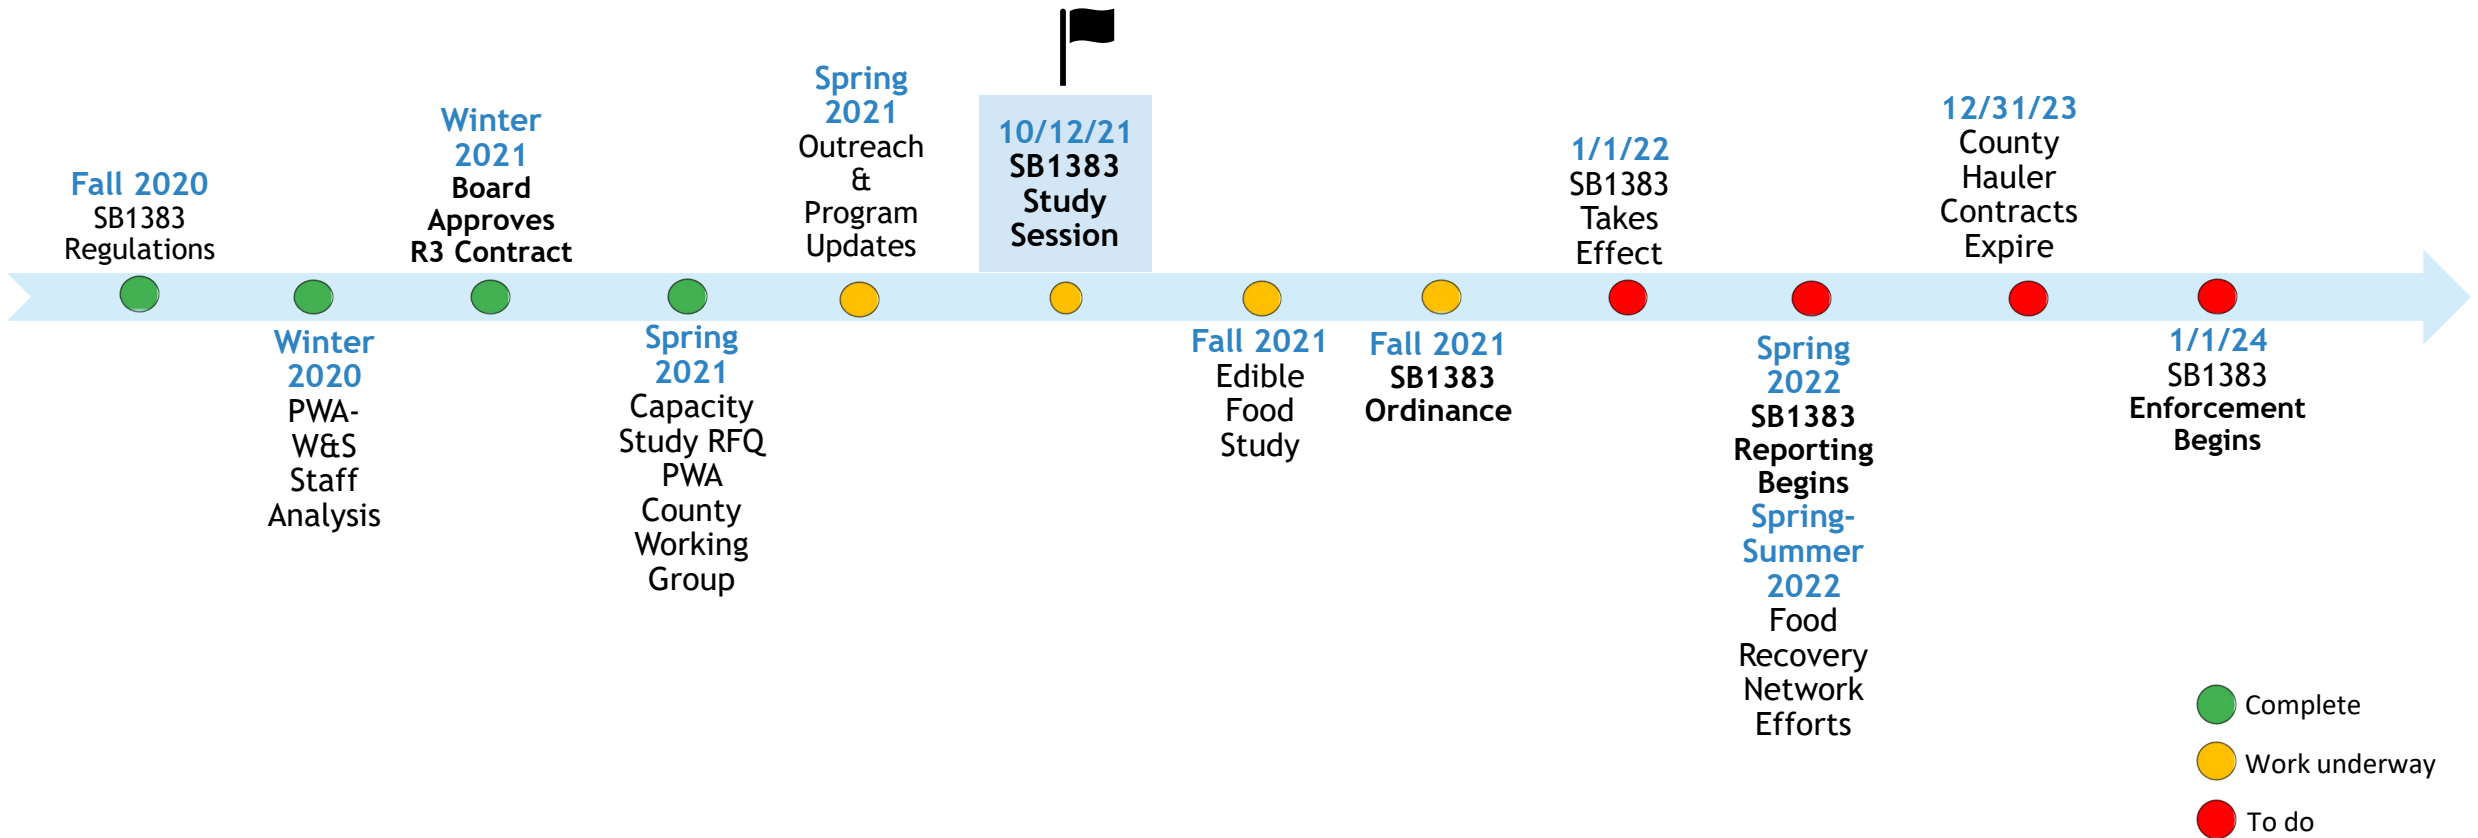 Fall 2020
SB1383
Regulations
Winter
2020
PWA-
W&S
Staff
Analysis
Winter
2021
Board
Approves
R3 Contract
Spring
2021
Capacity
Study RFQ
PWA
County
Working
Group
Spring
2021
Outreach
&
Program
Updates
10/12/21
SB1383
Study
Session
Fall 2021
Edible
Food
Study
Fall 2021
SB1383
Ordinance
1/1/22
SB1383
Takes
Effect
Spring
2022
SB1383
Reporting
Begins
Spring-
Summer
2022
Food
Recovery
Network
Efforts
12/31/23
County
Hauler
Contracts
Expire
1/1/24
SB1383
Enforcement
Begins
Complete
Work underway
To do